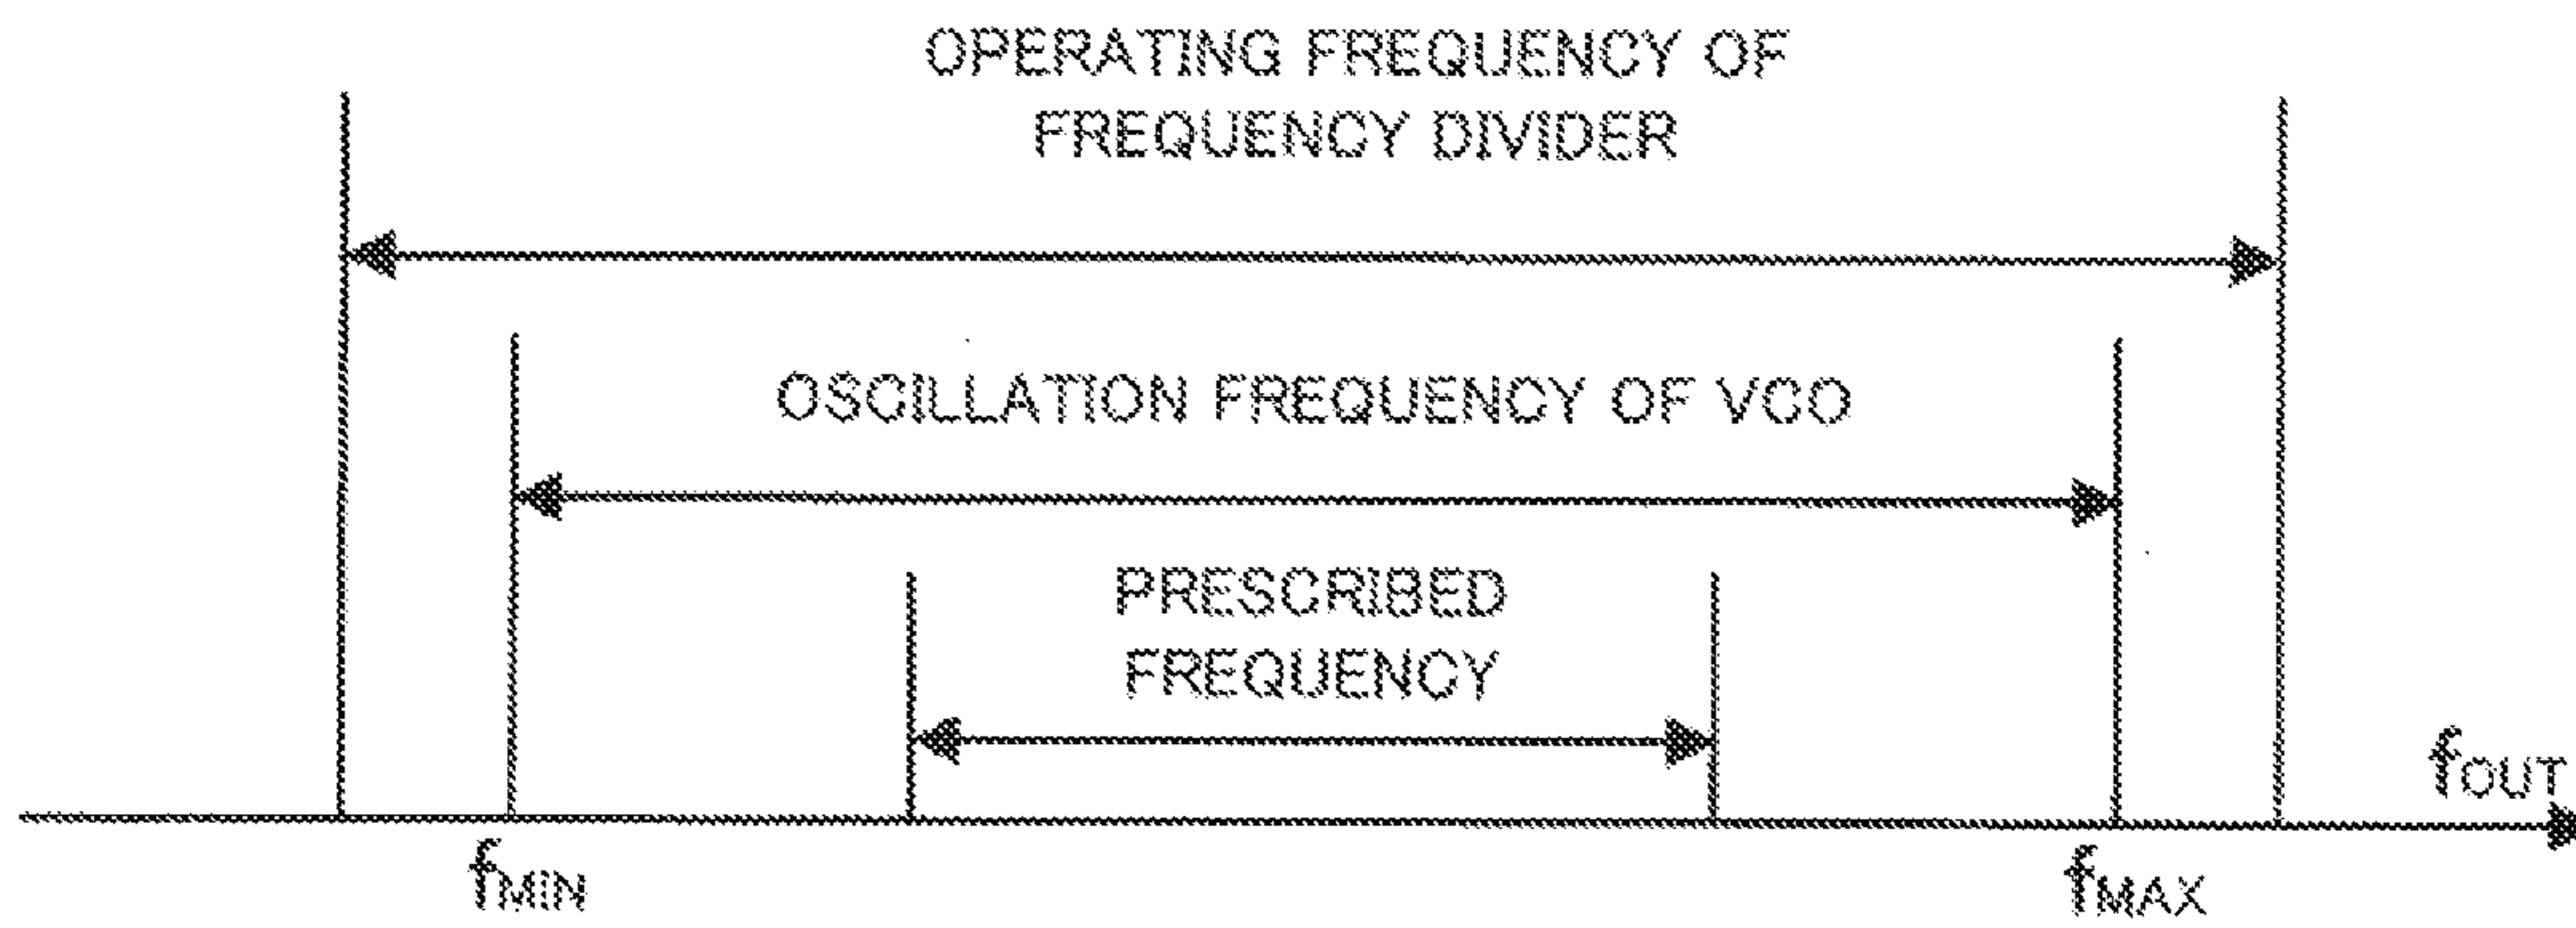 OPERATING FREQUENCY OF
FREQUENCY DIVIDER
OSCILLATION FREQUENCY OF VCO
PRESCRIBED
FREQUENCY
fOUT
fMIN
fMAX